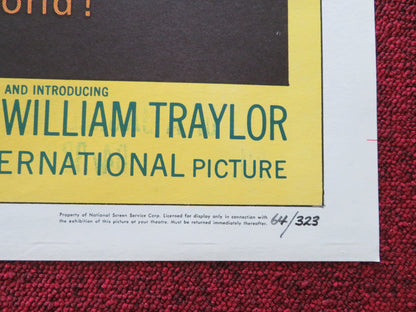 orld!
AND INTRODUCING
WILLIAM TRAYLOR
ERNATIONAL PICTURE
Property of National Screen Service Corp. Licensed for display only in connection with
the exhibition of this picture at your theatre. Must be returned immediately thereafter.
64/323